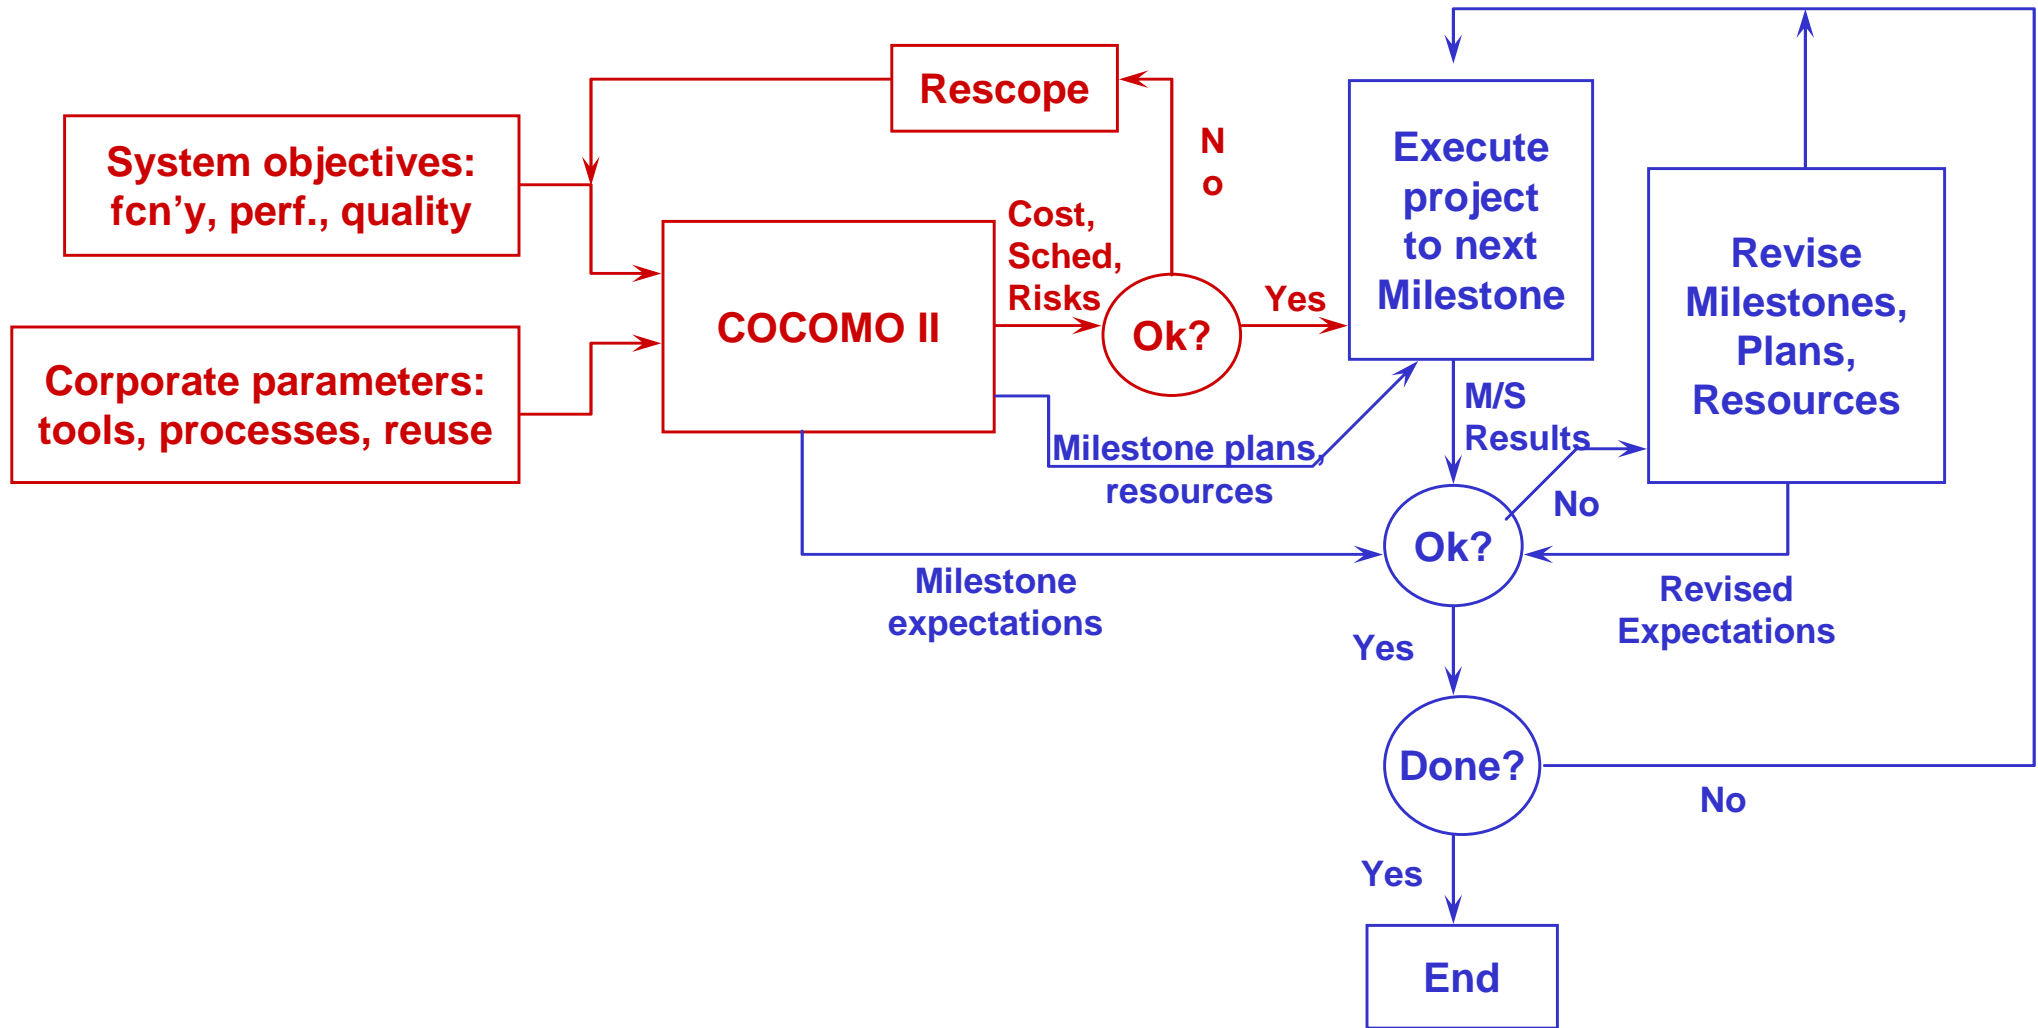 Rescope
System objectives:
fcn'y, perf., quality
N
o
Execute
project
to next
Milestone
Cost,
Sched,
Risks
Revise
Milestones,
Plans,
Resources
COCOMO II
Ok?
Yes
Corporate parameters:
tools, processes, reuse
M/S
Results
Milestone plans,
resources
No
Ok?
Milestone
expectations
Revised
Expectations
Yes
Done?
No
Yes
End